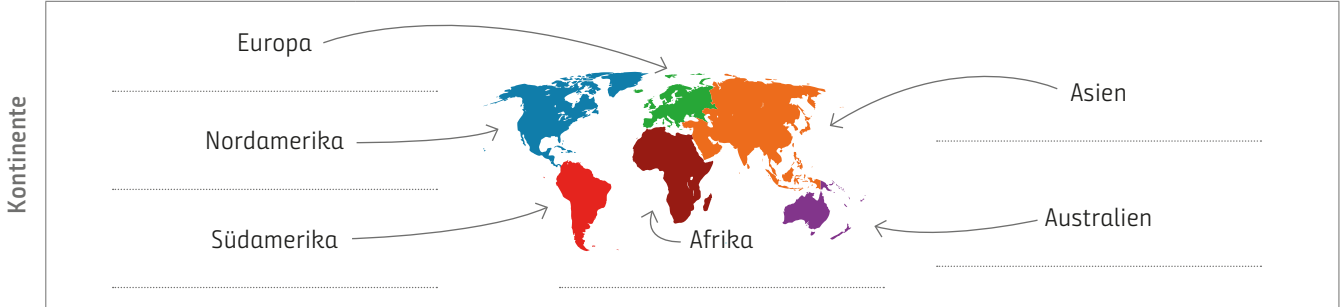 Kontinente
Europa
Asien
Nordamerika
Australien
Südamerika
Afrika